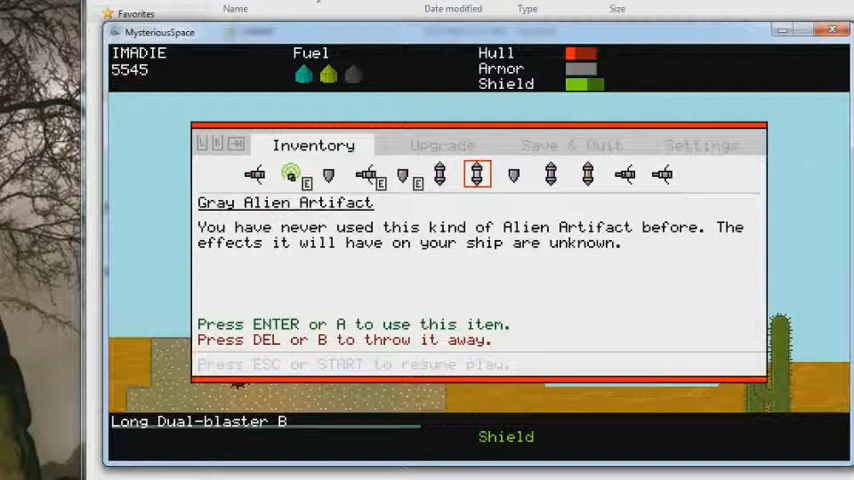 Favorites
Name
Date modified
Type
Size
MysteriousSpace
IMADIE
5545
Fuel
Hull
Armor
Shield
Inventory
Upgrade
Save & Quit
Settings
E
E
E
Gray Alien Artifact
You have never used this kind of Alien Artifact before. The
effects it will have on your ship are unknown.
Press ENTER or A to use this item.
Press DEL or B to throw it away.
Press ESC or START to resume play.
Long Dual-blaster B
Shield